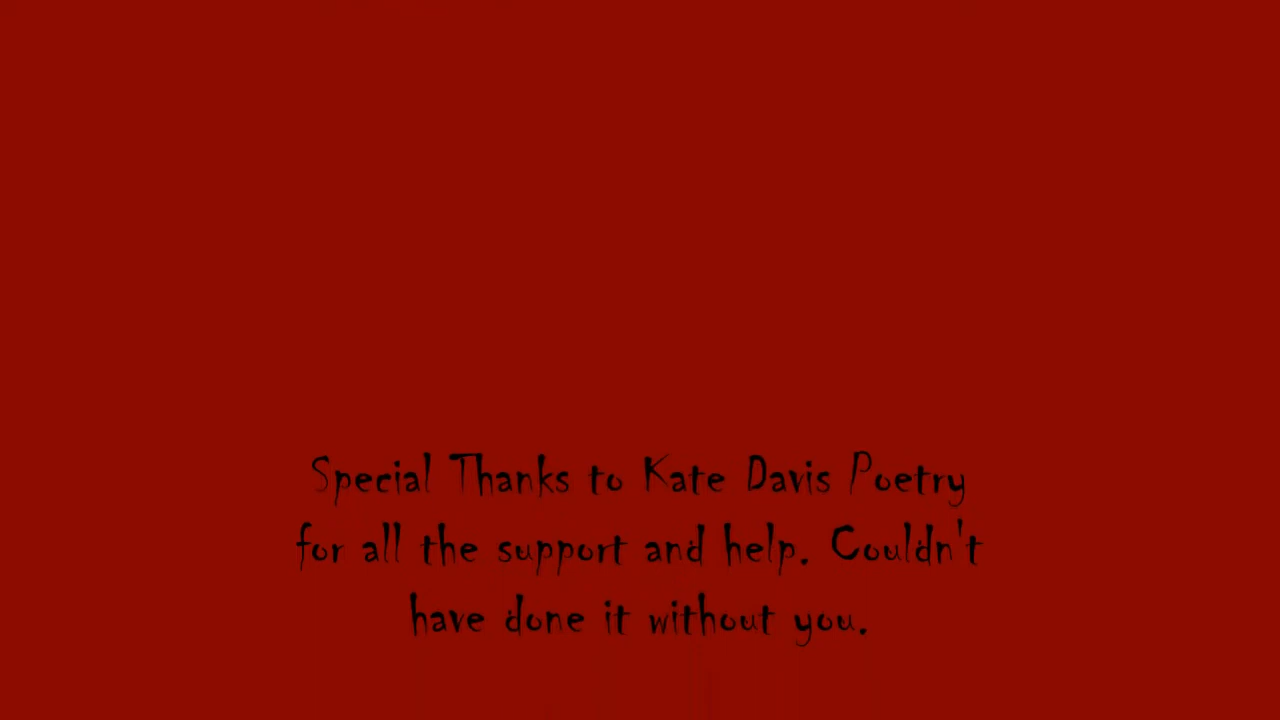 Special Thanks to Kate Davis Poetry
for all the support and help. Couldn't
have done it without you.